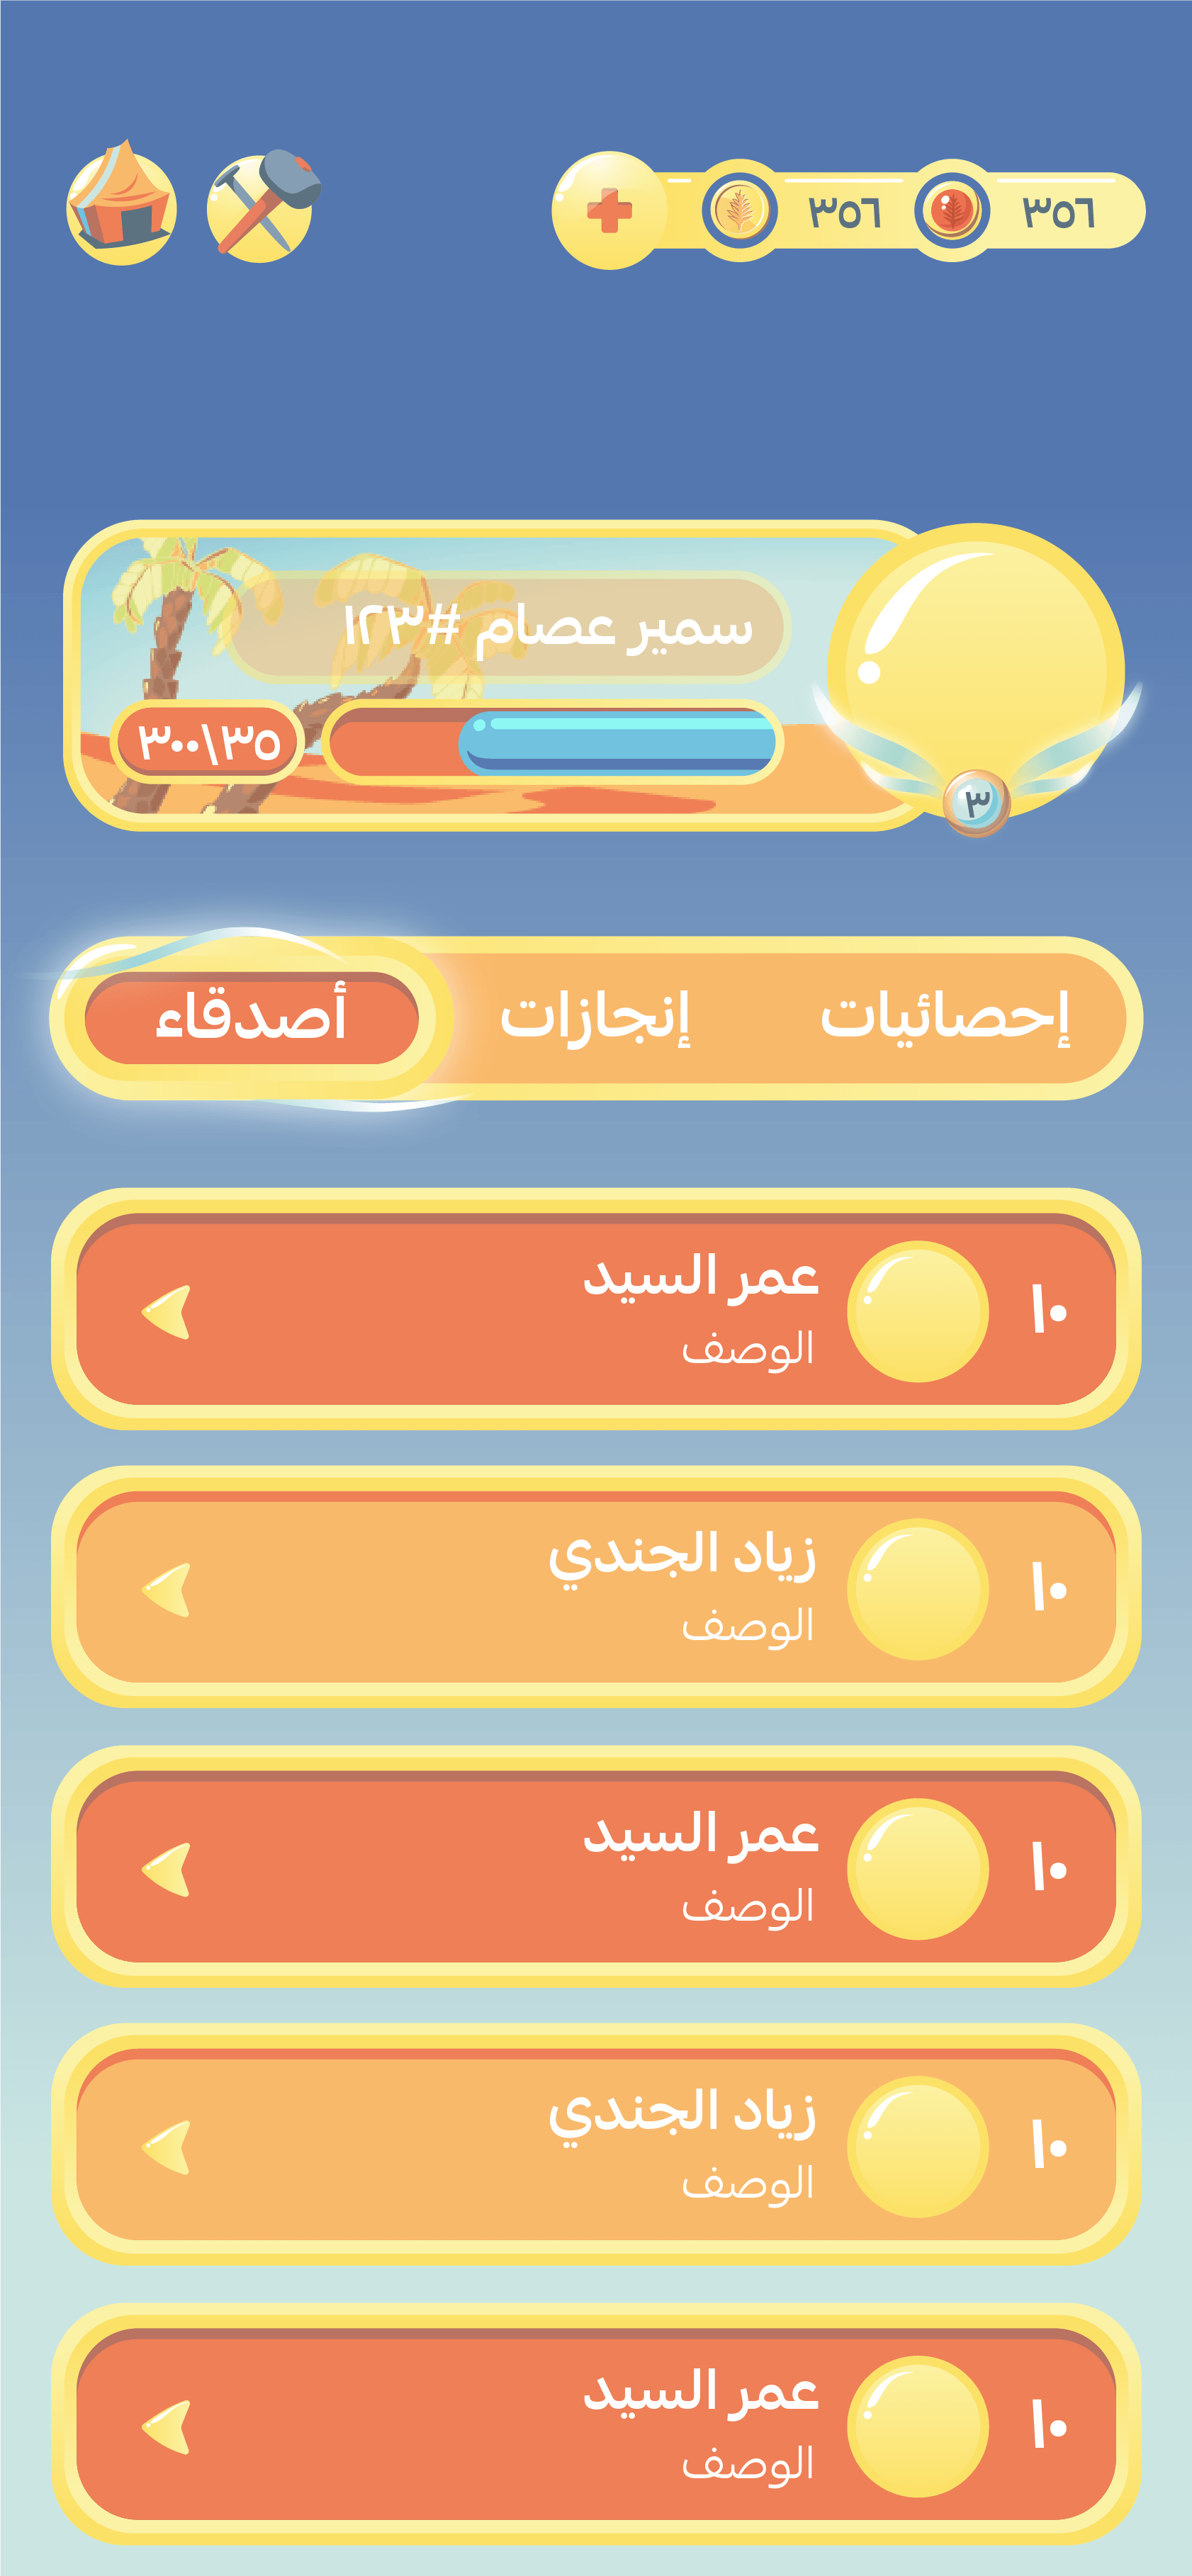 ٣٥٦
٣٥٦
سمير عصام #١٢٣
٣٥\٣٠٠
٣
إحصائيات
إنجازات
أصدقاء
١٠
عمر السيد
الوصف
١٠
زياد الجندي
الوصف
١٠
عمر السيد
الوصف
١٠
زياد الجندي
الوصف
١٠
عمر السيد
الوصف